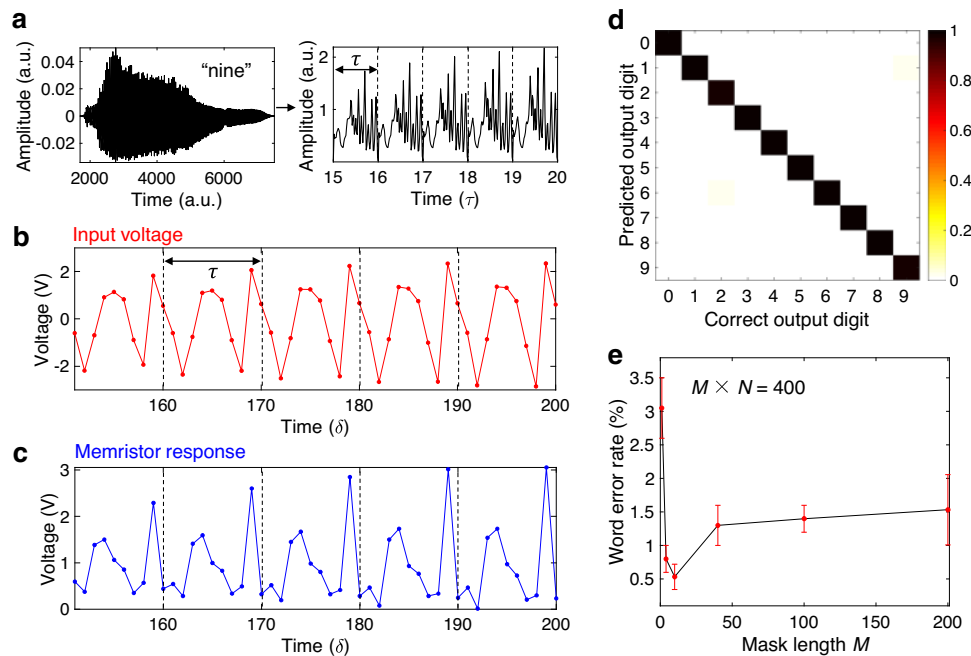 a
Amplitude (a.u.)
0.04
0.02
0
-0.02
"nine"
2000 4000 6000
Time (a.u.)
Amplitude (a.u.)
2
1
τ
15 16 17 18 19 20
Time (τ)
b
Input voltage
Voltage (V)
2
0
-2
τ
160 170 180 190 200
Time (δ)
c
Memristor response
Voltage (V)
3
2
1
0
160 170 180 190 200
Time (δ)
d
Predicted output digit
0
1
2
3
4
5
6
7
8
9
0 1 2 3 4 5 6 7 8 9
Correct output digit
1
0.8
0.6
0.4
0.2
0
e
Word error rate (%)
3.5
3
2.5
2
1.5
1
0.5
M × N = 400
0 50 100 150 200
Mask length M